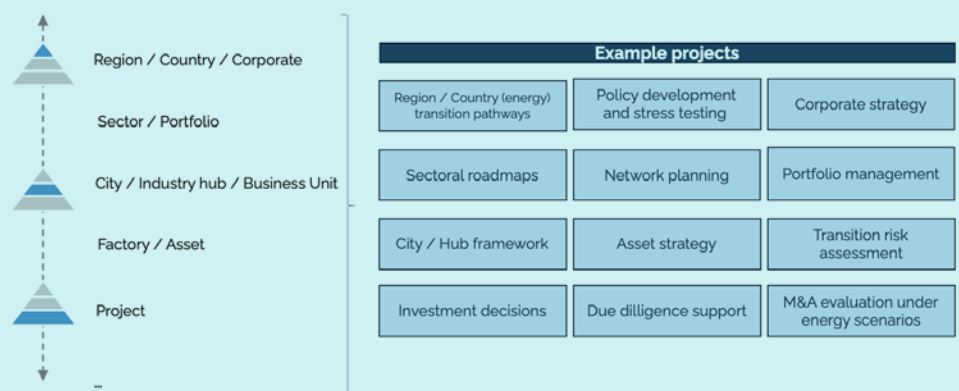 Region / Country / Corporate
Sector / Portfolio
City / Industry hub / Business Unit
Factory / Asset
Project
...
Example projects
Region / Country (energy)
transition pathways
Policy development
and stress testing
Corporate strategy
Sectoral roadmaps
Network planning
Portfolio management
City / Hub framework
Asset strategy
Transition risk
assessment
Investment decisions
Due dilligence support
M&A evaluation under
energy scenarios